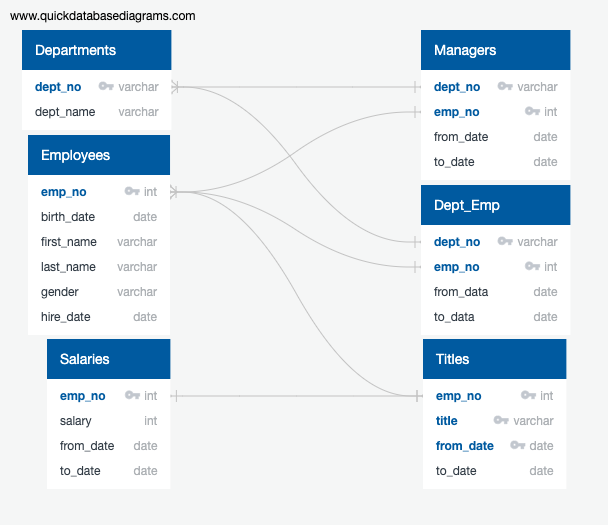 www.quickdatabasediagrams.com
Departments
dept_no varchar
dept_name varchar
Employees
emp_no int
birth_date date
first_name varchar
last_name varchar
gender varchar
hire_date date
Salaries
emp_no int
salary int
from_date date
to_date date
Managers
dept_no varchar
emp_no int
from_date date
to_date date
Dept_Emp
dept_no varchar
emp_no int
from_data date
to_data date
Titles
emp_no int
title varchar
from_date date
to_date date